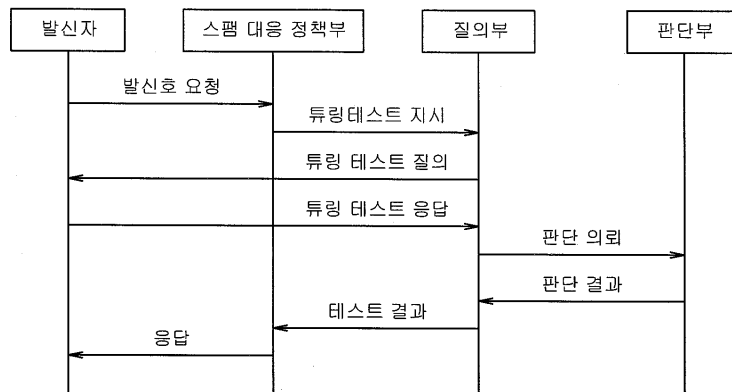 발신자
스팸 대응 정책부
질의부
판단부
발신호 요청
튜링테스트 지시
튜링 테스트 질의
튜링 테스트 응답
판단 의뢰
판단 결과
테스트 결과
응답